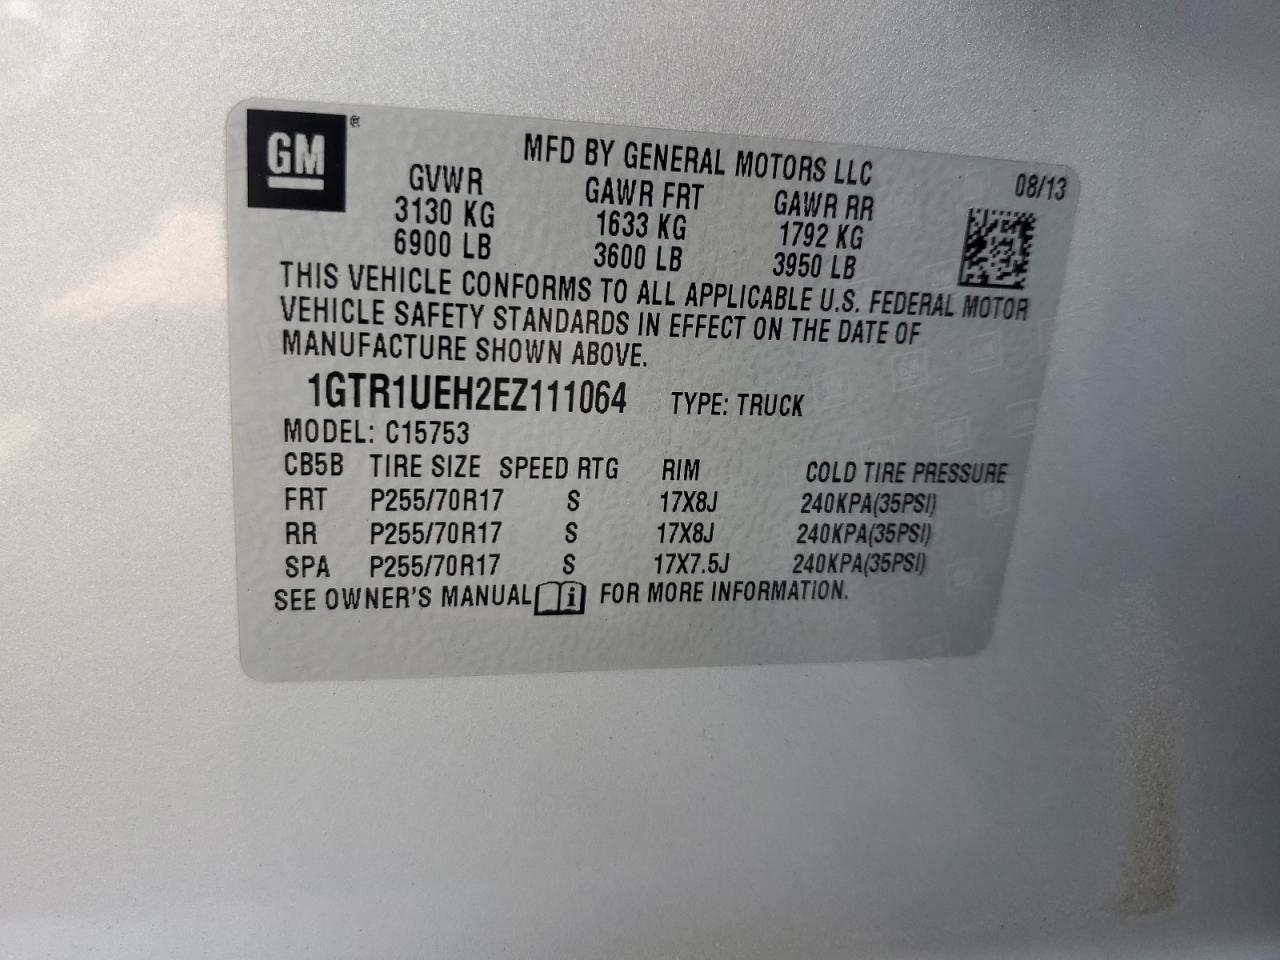 GM ®
MFD BY GENERAL MOTORS LLC
08/13
GVWR GAWR FRT GAWR RR
3130 KG 1633 KG 1792 KG
6900 LB 3600 LB 3950 LB
THIS VEHICLE CONFORMS TO ALL APPLICABLE U.S. FEDERAL MOTOR
VEHICLE SAFETY STANDARDS IN EFFECT ON THE DATE OF
MANUFACTURE SHOWN ABOVE.
1GTR1UEH2EZ111064 TYPE: TRUCK
MODEL: C15753
CB5B TIRE SIZE SPEED RTG RIM COLD TIRE PRESSURE
FRT P255/70R17 S 17X8J 240KPA(35PSI)
RR P255/70R17 S 17X8J 240KPA(35PSI)
SPA P255/70R17 S 17X7.5J 240KPA(35PSI)
SEE OWNER'S MANUAL i FOR MORE INFORMATION.